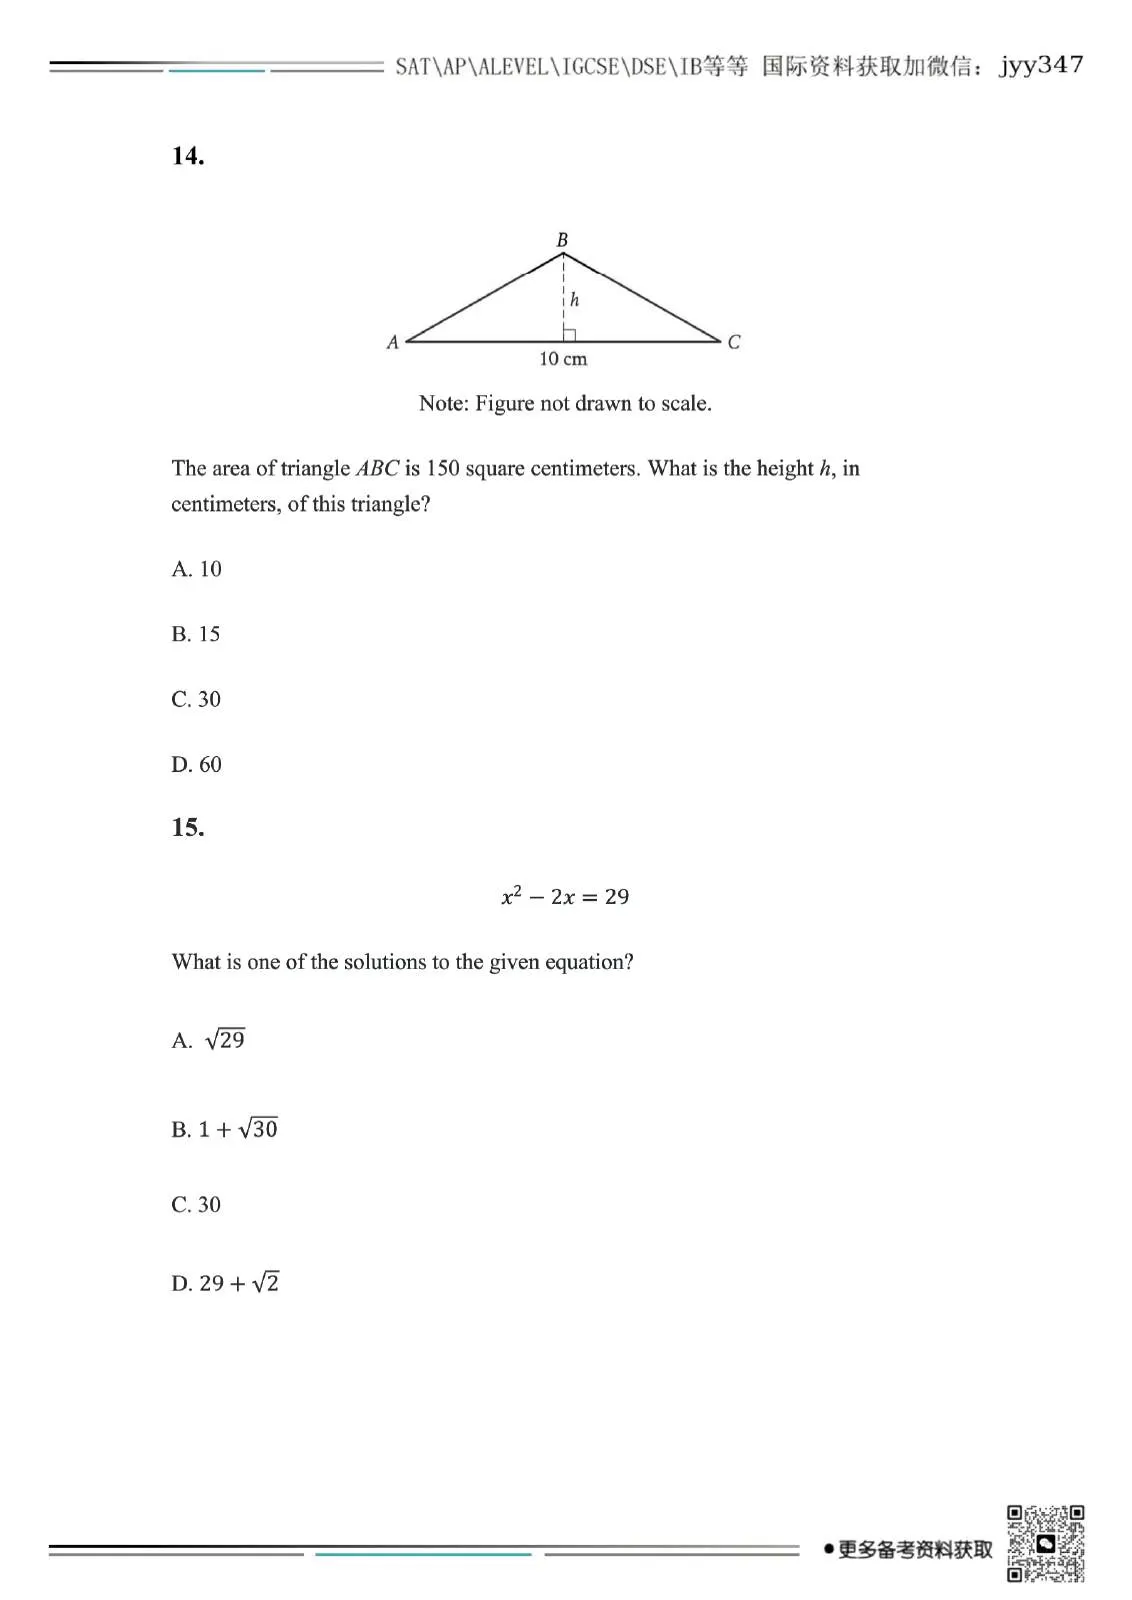 SAT\AP\ALEVEL\IGCSE\DSE\IB等等 国际资料获取加微信：jyy347
14.
B
h
A
C
10 cm
Note: Figure not drawn to scale.
The area of triangle ABC is 150 square centimeters. What is the height h, in
centimeters, of this triangle?
A. 10
B. 15
C. 30
D. 60
15.
x² − 2x = 29
What is one of the solutions to the given equation?
A. √29
B. 1 + √30
C. 30
D. 29 + √2
●更多备考资料获取